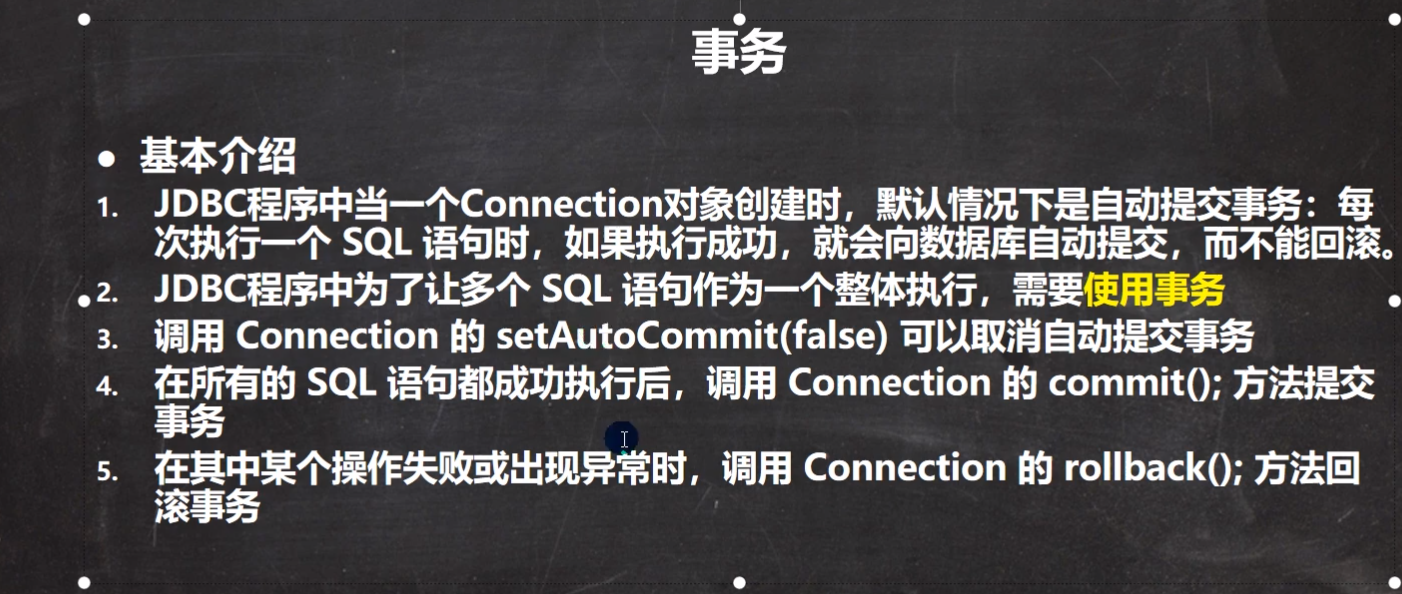 事务
● 基本介绍
1. JDBC程序中当一个Connection对象创建时，默认情况下是自动提交事务：每
次执行一个 SQL 语句时，如果执行成功，就会向数据库自动提交，而不能回滚。
2. JDBC程序中为了让多个 SQL 语句作为一个整体执行，需要使用事务
3. 调用 Connection 的 setAutoCommit(false) 可以取消自动提交事务
4. 在所有的 SQL 语句都成功执行后，调用 Connection 的 commit(); 方法提交
事务
5. 在其中某个操作失败或出现异常时，调用 Connection 的 rollback(); 方法回
滚事务